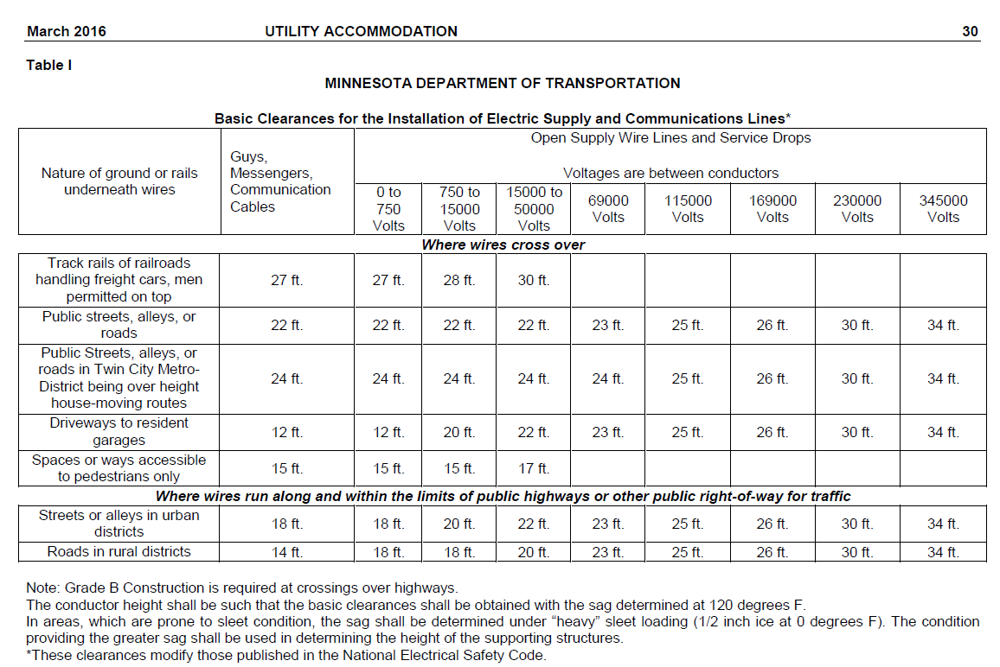 March 2016 UTILITY ACCOMMODATION 30
Table I
MINNESOTA DEPARTMENT OF TRANSPORTATION
Basic Clearances for the Installation of Electric Supply and Communications Lines*
Nature of ground or rails
underneath wires
Guys,
Messengers,
Communication
Cables
Open Supply Wire Lines and Service Drops
Voltages are between conductors
0 to
750
Volts
750 to
15000
Volts
15000 to
50000
Volts
69000
Volts
115000
Volts
169000
Volts
230000
Volts
345000
Volts
Where wires cross over
Track rails of railroads
handling freight cars, men
permitted on top
27 ft. 27 ft. 28 ft. 30 ft.
Public streets, alleys, or
roads
22 ft. 22 ft. 22 ft. 22 ft. 23 ft. 25 ft. 26 ft. 30 ft. 34 ft.
Public Streets, alleys, or
roads in Twin City Metro-
District being over height
house-moving routes
24 ft. 24 ft. 24 ft. 24 ft. 24 ft. 25 ft. 26 ft. 30 ft. 34 ft.
Driveways to resident
garages
12 ft. 12 ft. 20 ft. 22 ft. 23 ft. 25 ft. 26 ft. 30 ft. 34 ft.
Spaces or ways accessible
to pedestrians only
15 ft. 15 ft. 15 ft. 17 ft.
Where wires run along and within the limits of public highways or other public right-of-way for traffic
Streets or alleys in urban
districts
18 ft. 18 ft. 20 ft. 22 ft. 23 ft. 25 ft. 26 ft. 30 ft. 34 ft.
Roads in rural districts 14 ft. 18 ft. 18 ft. 20 ft. 23 ft. 25 ft. 26 ft. 30 ft. 34 ft.
Note: Grade B Construction is required at crossings over highways.
The conductor height shall be such that the basic clearances shall be obtained with the sag determined at 120 degrees F.
In areas, which are prone to sleet condition, the sag shall be determined under “heavy” sleet loading (1/2 inch ice at 0 degrees F). The condition
providing the greater sag shall be used in determining the height of the supporting structures.
*These clearances modify those published in the National Electrical Safety Code.